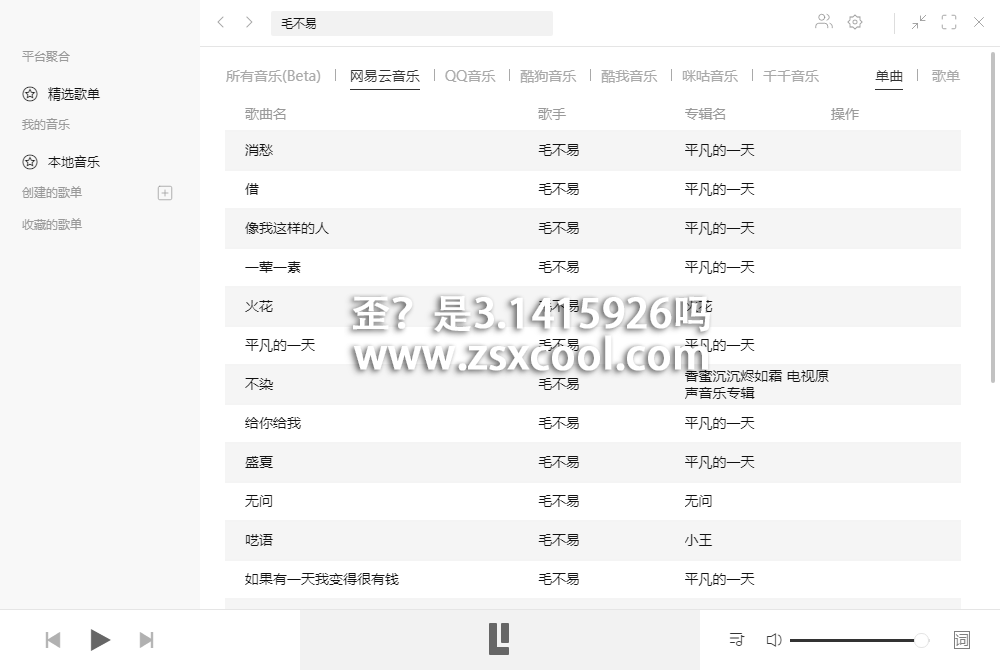 毛不易
平台聚合
精选歌单
我的音乐
本地音乐
创建的歌单
收藏的歌单
所有音乐(Beta) 网易云音乐 QQ音乐 酷狗音乐 酷我音乐 咪咕音乐 千千音乐 单曲 歌单
歌曲名 歌手 专辑名 操作
消愁 毛不易 平凡的一天
借 毛不易 平凡的一天
像我这样的人 毛不易 平凡的一天
一荤一素 毛不易 平凡的一天
火花 毛不易 火花
歪？是3.1415926吗
平凡的一天 毛不易 平凡的一天
www.zsxcool.com
不染 毛不易 香蜜沉沉烬如霜 电视原
声音乐专辑
给你给我 毛不易 平凡的一天
盛夏 毛不易 平凡的一天
无问 毛不易 无问
呓语 毛不易 小王
如果有一天我变得很有钱 毛不易 平凡的一天
词